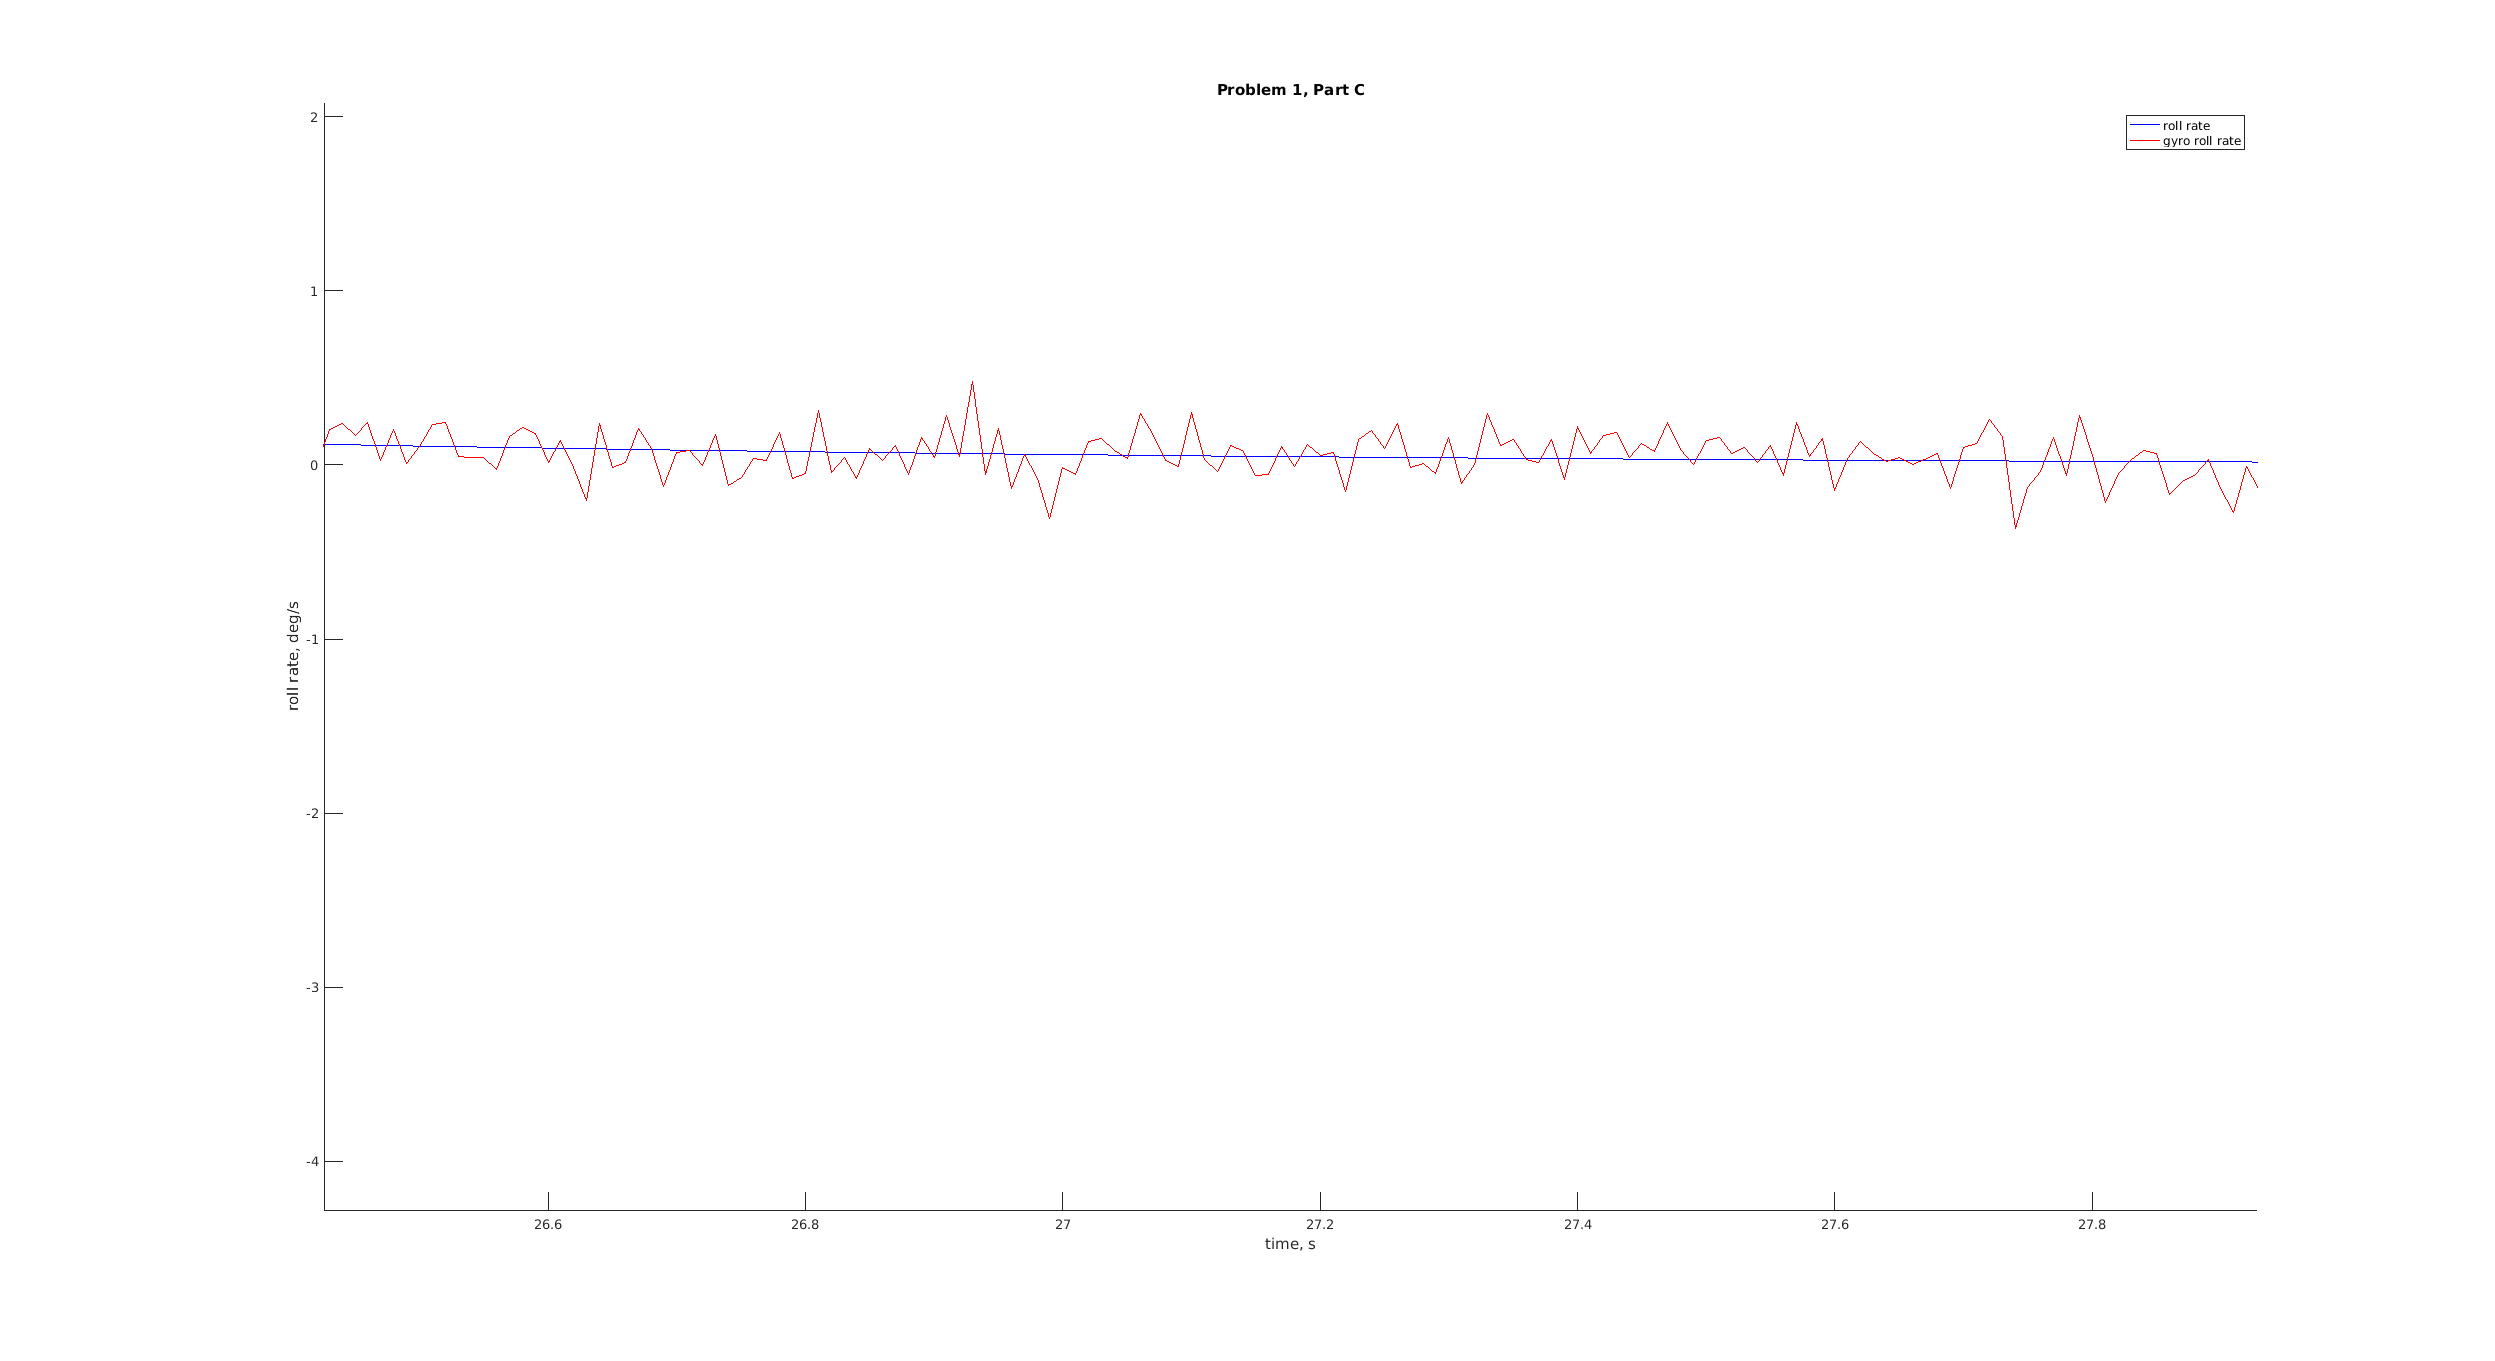 Problem 1, Part C
roll rate
gyro roll rate
2
1
0
-1
-2
-3
-4
roll rate, deg/s
26.6
26.8
27
27.2
27.4
27.6
27.8
time, s